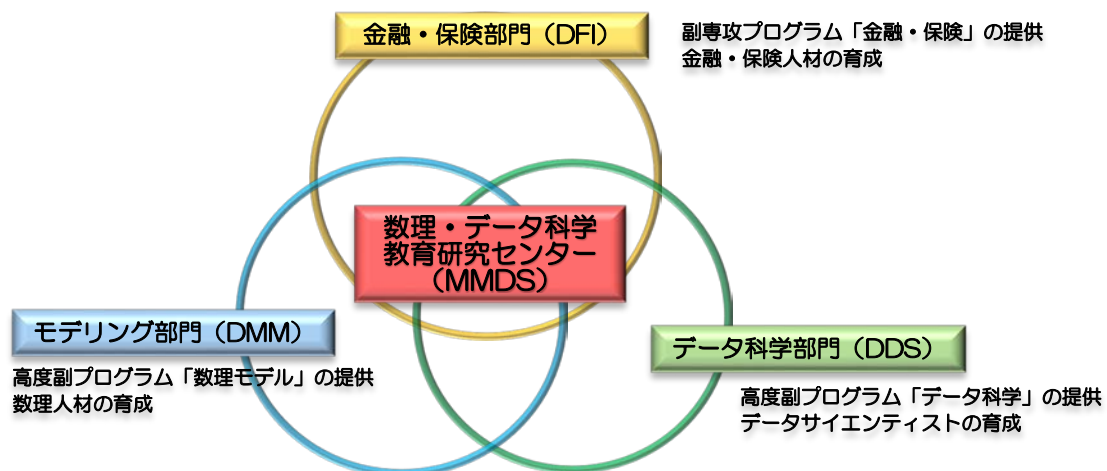 金融・保険部門（DFI）
副専攻プログラム「金融・保険」の提供
金融・保険人材の育成
数理・データ科学
教育研究センター
（MMDS）
モデリング部門（DMM）
高度副プログラム「数理モデル」の提供
数理人材の育成
データ科学部門（DDS）
高度副プログラム「データ科学」の提供
データサイエンティストの育成